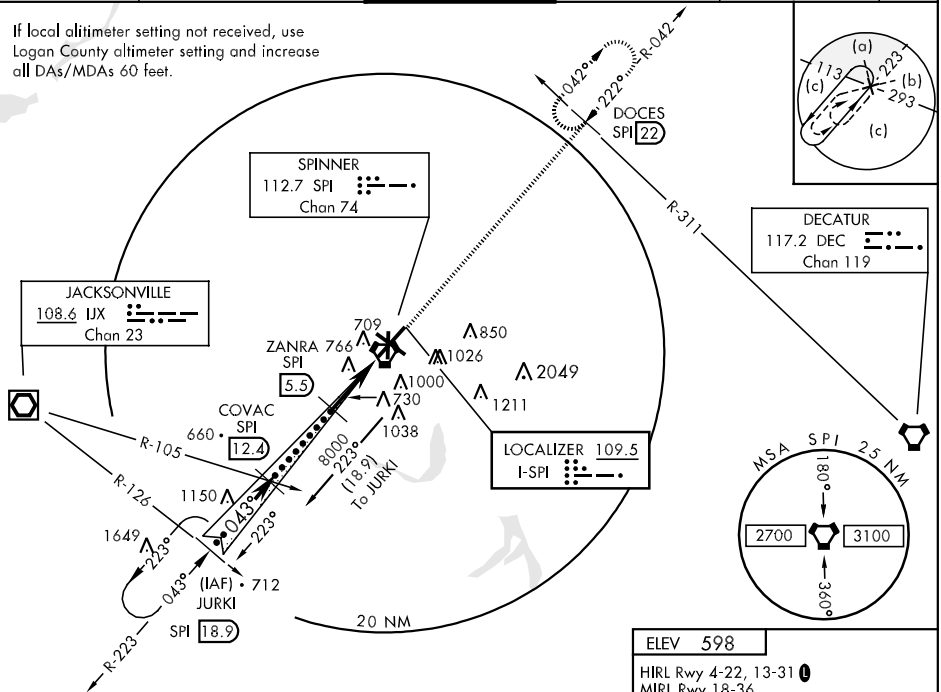 If local altimeter setting not received, use
Logan County altimeter setting and increase
all DAs/MDAs 60 feet.
R-042
042°
222°
DOCES
SPI 22
(a)
113
223
(c)
(b)
293
(c)
SPINNER
112.7 SPI
Chan 74
R-311
DECATUR
117.2 DEC
Chan 119
JACKSONVILLE
108.6 IJX
Chan 23
709
850
ZANRA
766
SPI
5.5
1026
2049
1000
730
1211
1038
COVAC
SPI
660
12.4
R-105
8000
223°
(18.9)
To JURKI
LOCALIZER 109.5
I-SPI
R-126
1150
043°
223°
1649
223°
043°
(IAF)
712
JURKI
SPI 18.9
R-223
20 NM
MSA SPI 25 NM
180°
2700
3100
360°
ELEV 598
HIRL Rwy 4-22, 13-31 L
MIRL Rwy 18-36